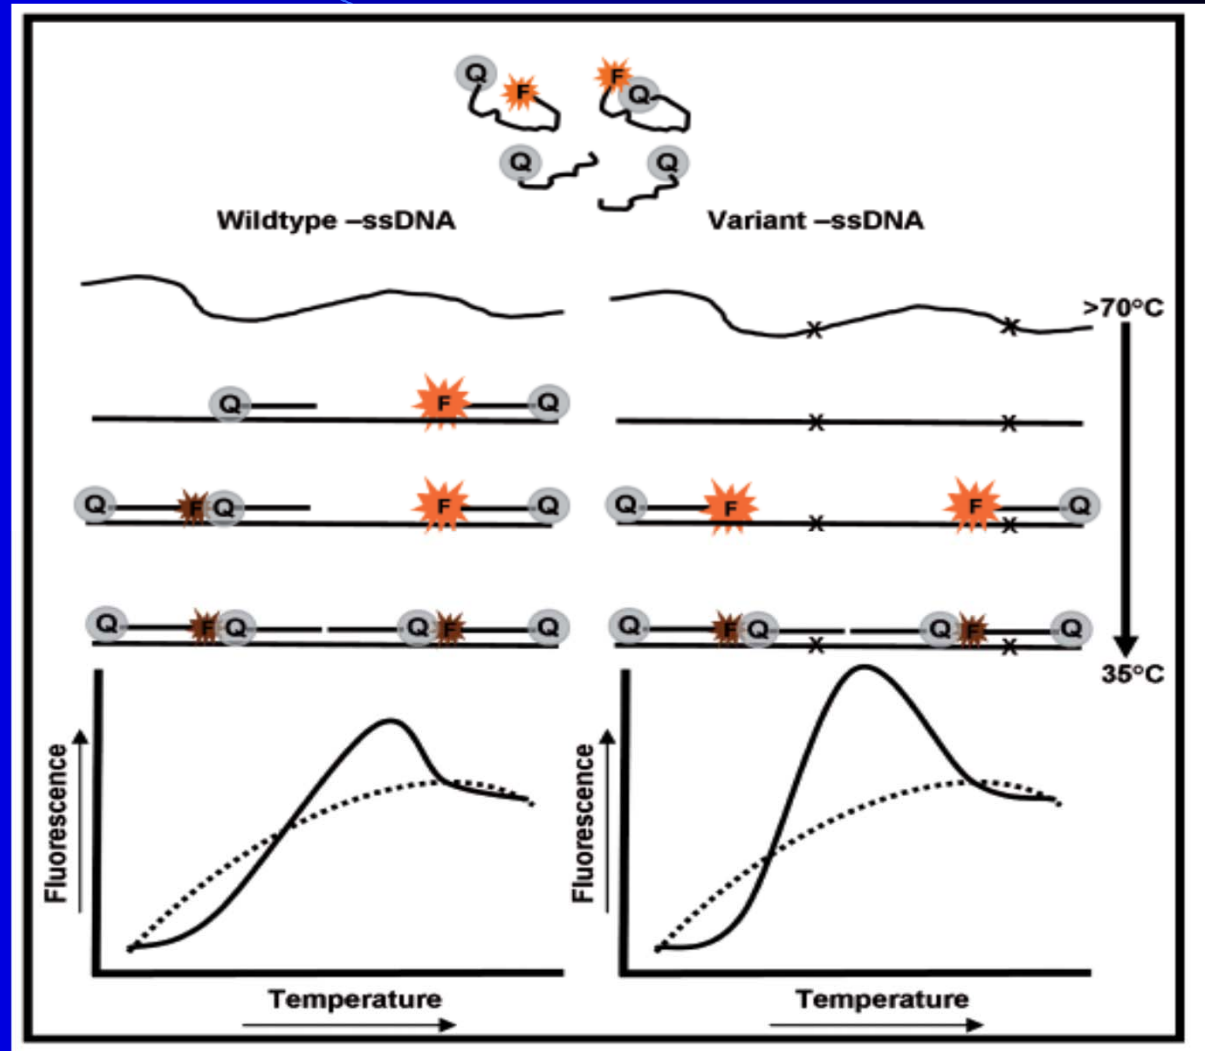 Q F F Q
Q Q
Wildtype –ssDNA Variant –ssDNA
x x >70°C
Q F Q x x
Q F Q F Q Q F x F x Q
Q F Q Q F Q Q F Q x Q F x Q
35°C
Fluorescence Fluorescence
Temperature Temperature